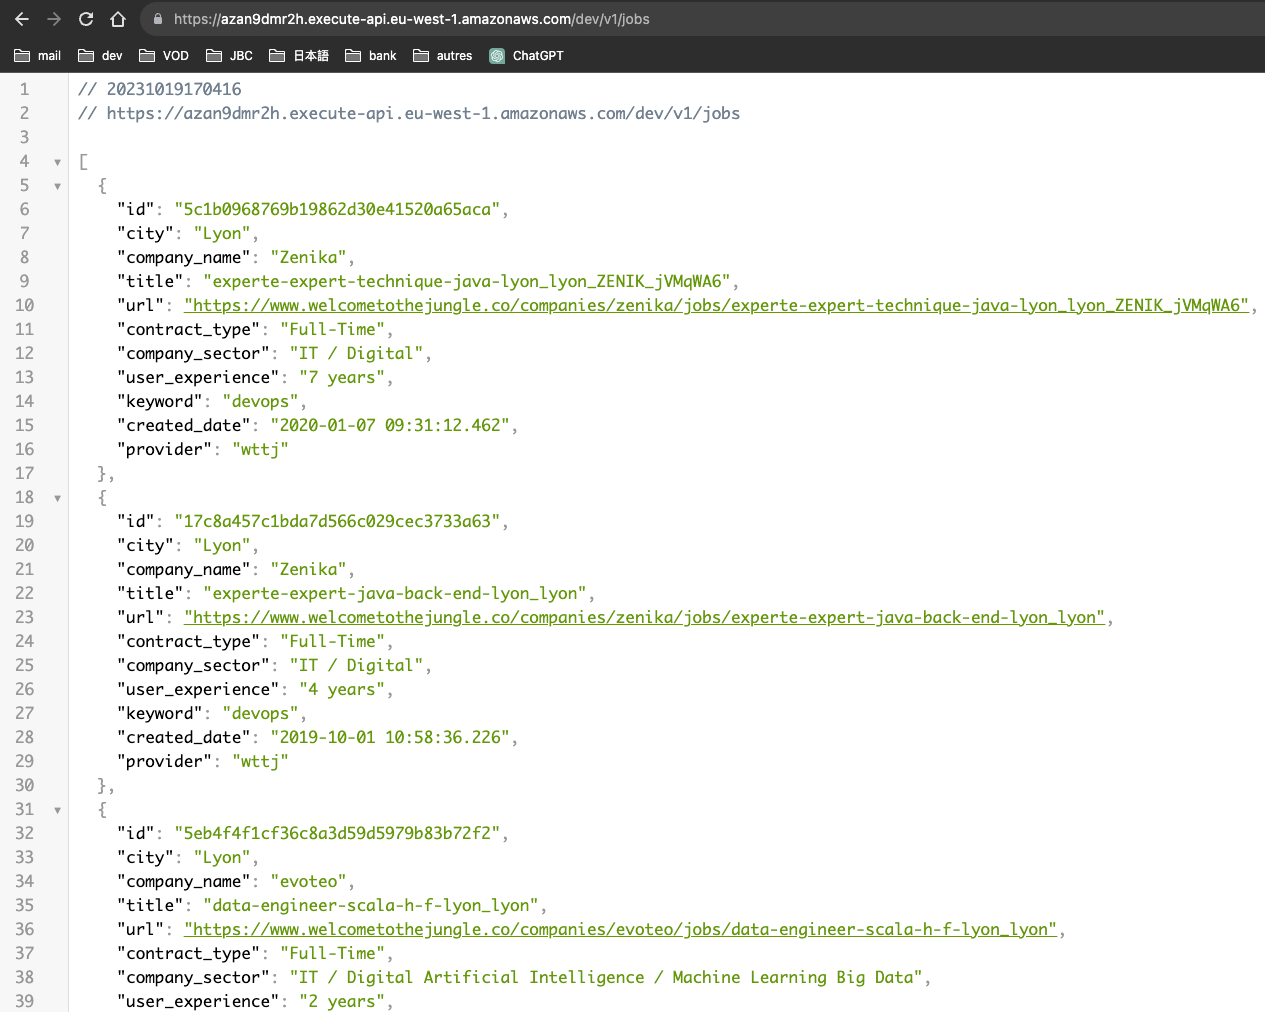 https://azan9dmr2h.execute-api.eu-west-1.amazonaws.com/dev/v1/jobs
mail dev VOD JBC 日本語 bank autres ChatGPT
1 // 20231019170416
2 // https://azan9dmr2h.execute-api.eu-west-1.amazonaws.com/dev/v1/jobs
3
4 [
5 {
6 "id": "5c1b0968769b19862d30e41520a65aca",
7 "city": "Lyon",
8 "company_name": "Zenika",
9 "title": "experte-expert-technique-java-lyon_lyon_ZENIK_jVMqWA6",
10 "url": "https://www.welcometothejungle.co/companies/zenika/jobs/experte-expert-technique-java-lyon_lyon_ZENIK_jVMqWA6",
11 "contract_type": "Full-Time",
12 "company_sector": "IT / Digital",
13 "user_experience": "7 years",
14 "keyword": "devops",
15 "created_date": "2020-01-07 09:31:12.462",
16 "provider": "wttj"
17 },
18 {
19 "id": "17c8a457c1bda7d566c029cec3733a63",
20 "city": "Lyon",
21 "company_name": "Zenika",
22 "title": "experte-expert-java-back-end-lyon_lyon",
23 "url": "https://www.welcometothejungle.co/companies/zenika/jobs/experte-expert-java-back-end-lyon_lyon",
24 "contract_type": "Full-Time",
25 "company_sector": "IT / Digital",
26 "user_experience": "4 years",
27 "keyword": "devops",
28 "created_date": "2019-10-01 10:58:36.226",
29 "provider": "wttj"
30 },
31 {
32 "id": "5eb4f4f1cf36c8a3d59d5979b83b72f2",
33 "city": "Lyon",
34 "company_name": "evoteo",
35 "title": "data-engineer-scala-h-f-lyon_lyon",
36 "url": "https://www.welcometothejungle.co/companies/evoteo/jobs/data-engineer-scala-h-f-lyon_lyon",
37 "contract_type": "Full-Time",
38 "company_sector": "IT / Digital Artificial Intelligence / Machine Learning Big Data",
39 "user_experience": "2 years",